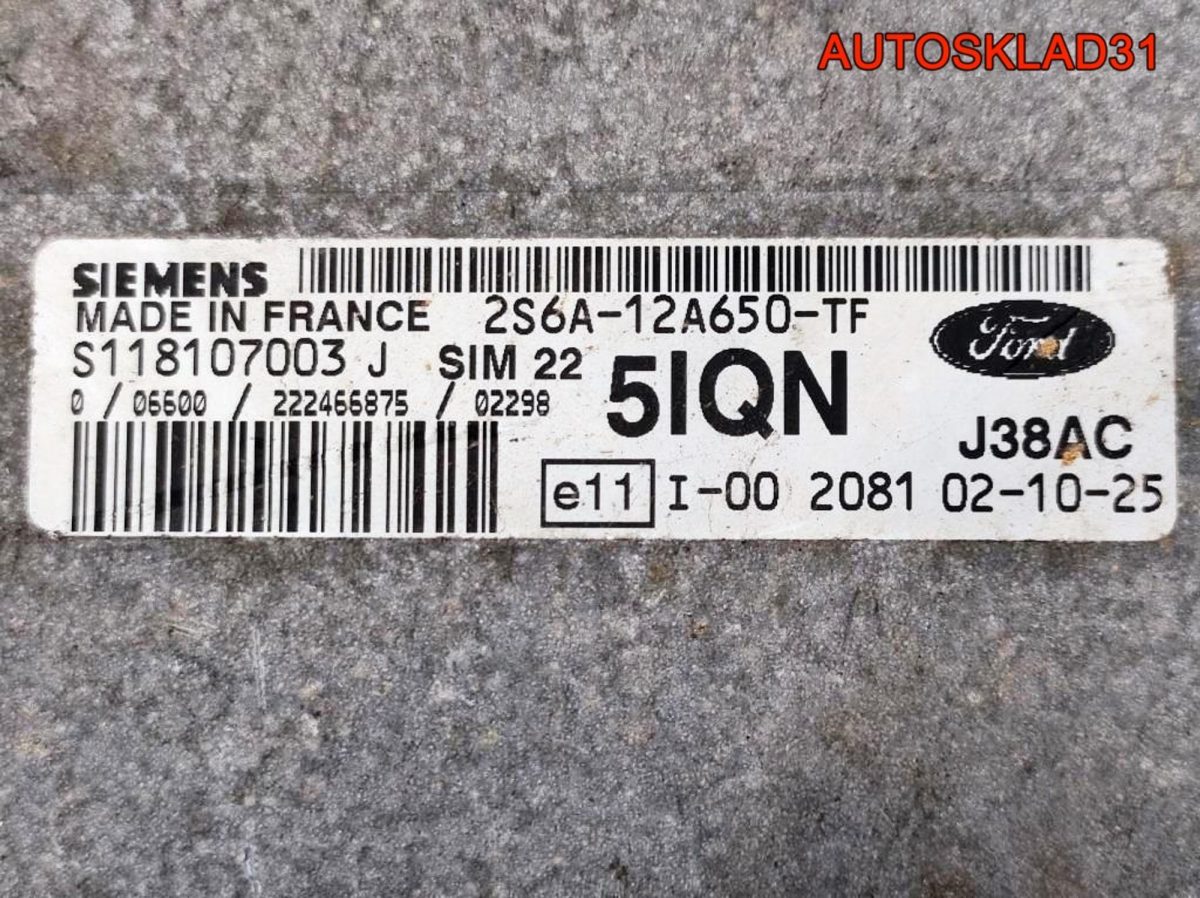 AUTOSKLAD31
SIEMENS
MADE IN FRANCE 2S6A-12A650-TF
Ford
S118107003 J SIM 22 5IQN
0 / 06600 / 222466875 / 02298
J38AC
e11 I-00 2081 02-10-25